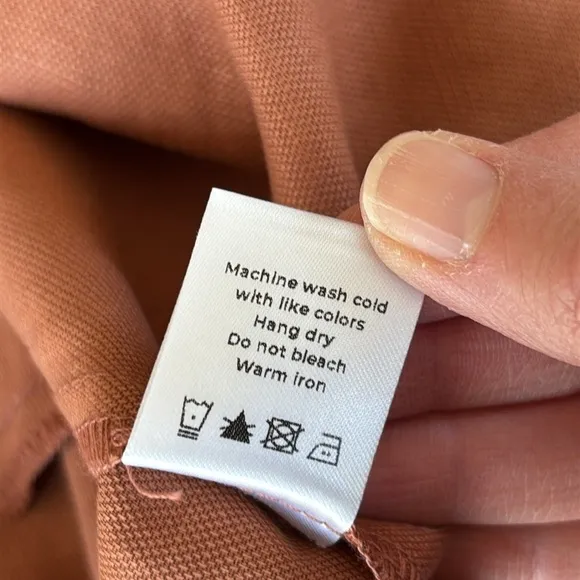 Machine wash cold
with like colors
Hang dry
Do not bleach
Warm iron